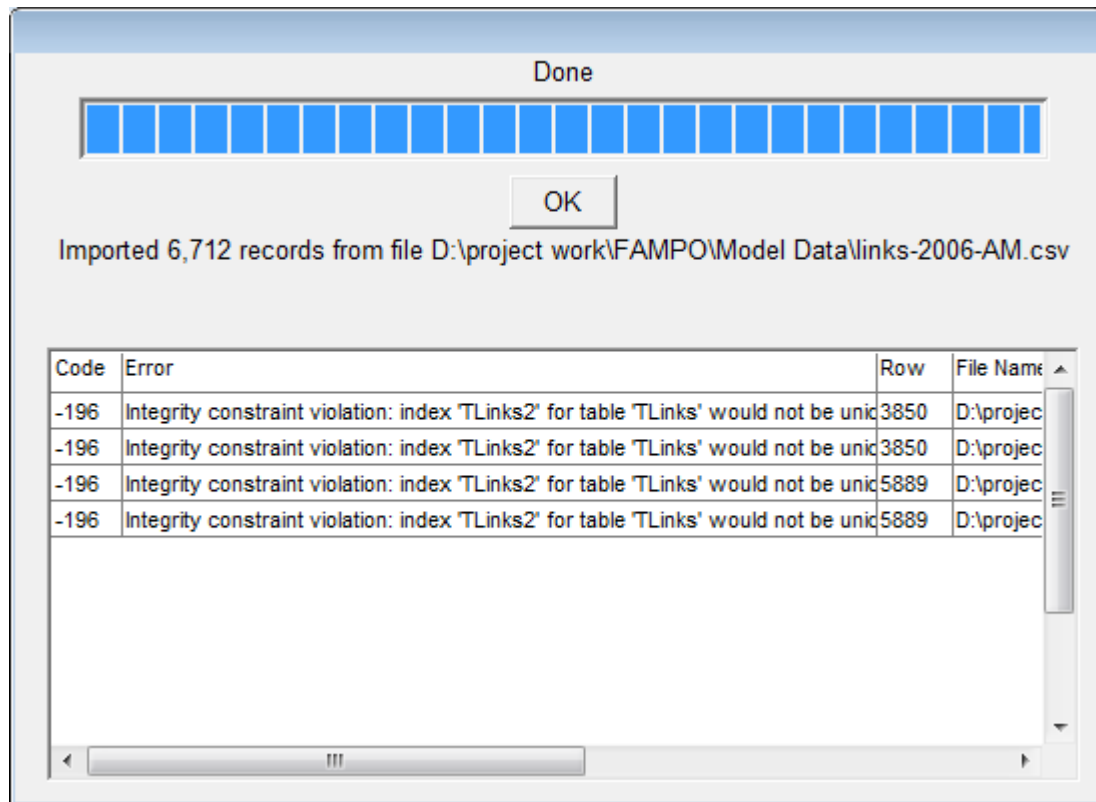 Done
OK
Imported 6,712 records from file D:\project work\FAMPO\Model Data\links-2006-AM.csv
Code Error Row File Name
-196 Integrity constraint violation: index 'TLinks2' for table 'TLinks' would not be uniq 3850 D:\projec
-196 Integrity constraint violation: index 'TLinks2' for table 'TLinks' would not be uniq 3850 D:\projec
-196 Integrity constraint violation: index 'TLinks2' for table 'TLinks' would not be uniq 5889 D:\projec
-196 Integrity constraint violation: index 'TLinks2' for table 'TLinks' would not be uniq 5889 D:\projec